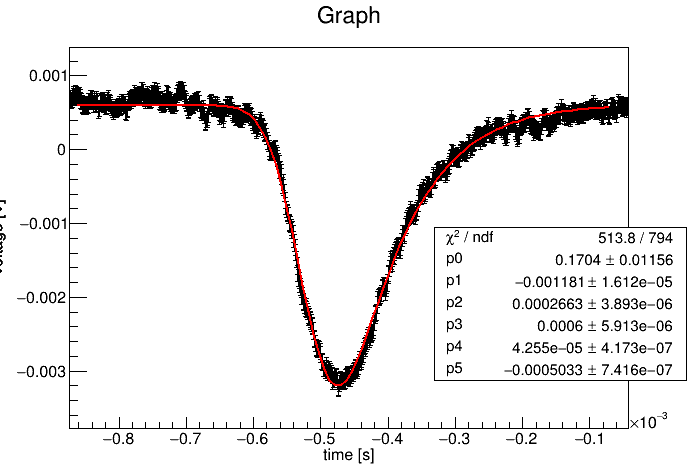 Graph
0.001
0
−0.001
−0.002
−0.003
χ² / ndf 513.8 / 794
p0 0.1704 ± 0.01156
p1 −0.001181 ± 1.612e−05
p2 0.0002663 ± 3.893e−06
p3 0.0006 ± 5.913e−06
p4 4.255e−05 ± 4.173e−07
p5 −0.0005033 ± 7.416e−07
−0.8 −0.7 −0.6 −0.5 −0.4 −0.3 −0.2 −0.1
×10⁻³
time [s]